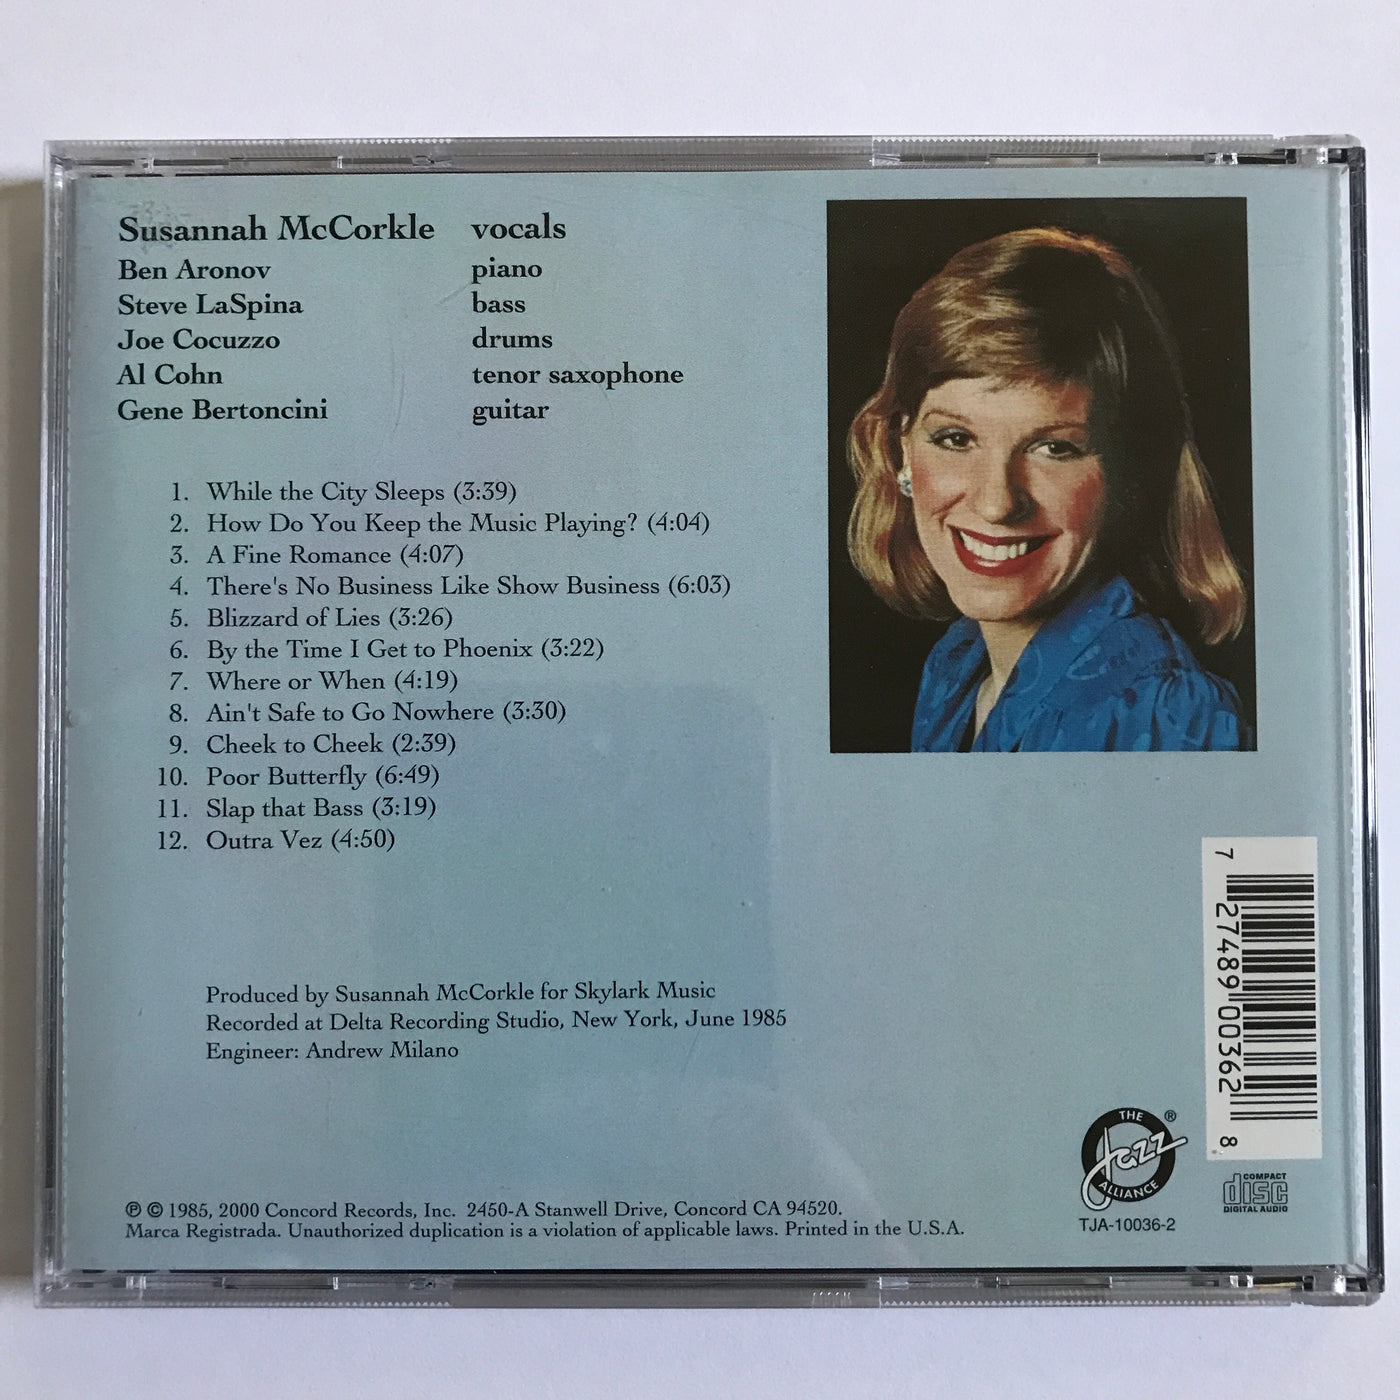 Susannah McCorkle vocals
Ben Aronov piano
Steve LaSpina bass
Joe Cocuzzo drums
Al Cohn tenor saxophone
Gene Bertoncini guitar
1. While the City Sleeps (3:39)
2. How Do You Keep the Music Playing? (4:04)
3. A Fine Romance (4:07)
4. There's No Business Like Show Business (6:03)
5. Blizzard of Lies (3:26)
6. By the Time I Get to Phoenix (3:22)
7. Where or When (4:19)
8. Ain't Safe to Go Nowhere (3:30)
9. Cheek to Cheek (2:39)
10. Poor Butterfly (6:49)
11. Slap that Bass (3:19)
12. Outra Vez (4:50)
Produced by Susannah McCorkle for Skylark Music
Recorded at Delta Recording Studio, New York, June 1985
Engineer: Andrew Milano
7 27489 00362 8
THE ®
Jazz
ALLIANCE
TJA-10036-2
COMPACT
disc
DIGITAL AUDIO
℗ © 1985, 2000 Concord Records, Inc. 2450-A Stanwell Drive, Concord CA 94520.
Marca Registrada. Unauthorized duplication is a violation of applicable laws. Printed in the U.S.A.